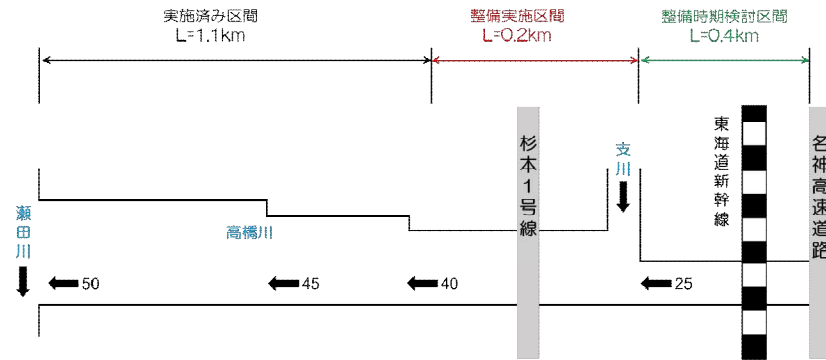 実施済み区間
L=1.1km
整備実施区間
L=0.2km
整備時期検討区間
L=0.4km
杉本1号線
支川
東海道新幹線
名神高速道路
瀬田川
高橋川
50
45
40
25